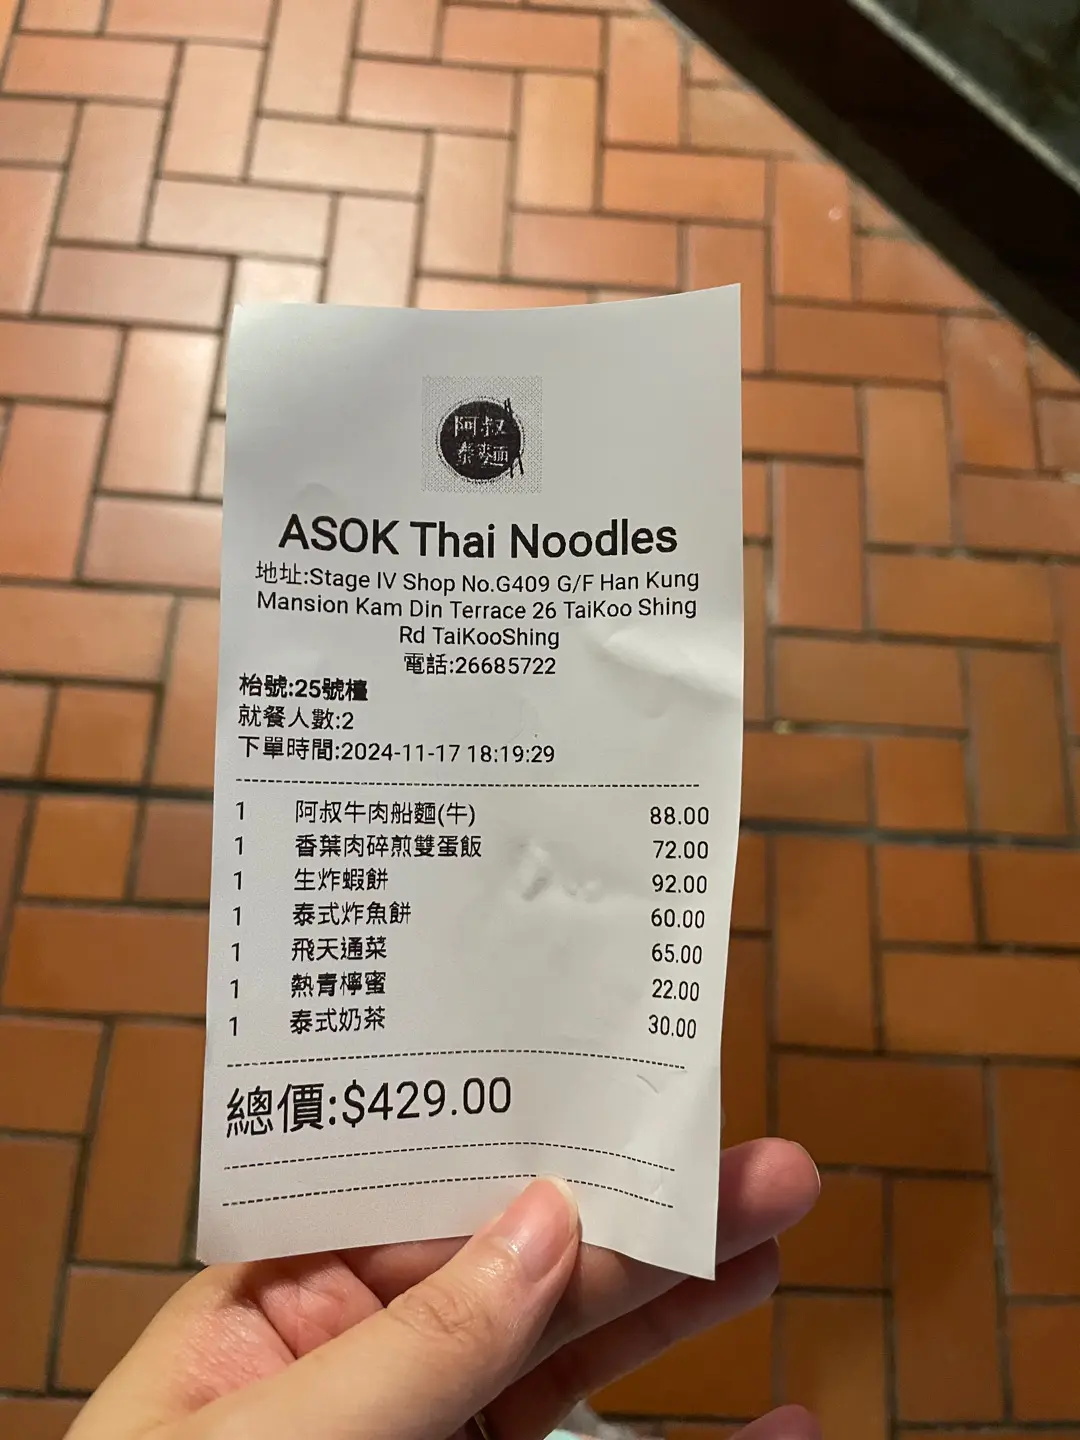 阿叔
泰麵
ASOK Thai Noodles
地址:Stage IV Shop No.G409 G/F Han Kung
Mansion Kam Din Terrace 26 TaiKoo Shing
Rd TaiKooShing
電話:26685722
枱號:25號檯
就餐人數:2
下單時間:2024-11-17 18:19:29
1 阿叔牛肉船麵(牛) 88.00
1 香葉肉碎煎雙蛋飯 72.00
1 生炸蝦餅 92.00
1 泰式炸魚餅 60.00
1 飛天通菜 65.00
1 熱青檸蜜 22.00
1 泰式奶茶 30.00
總價:$429.00